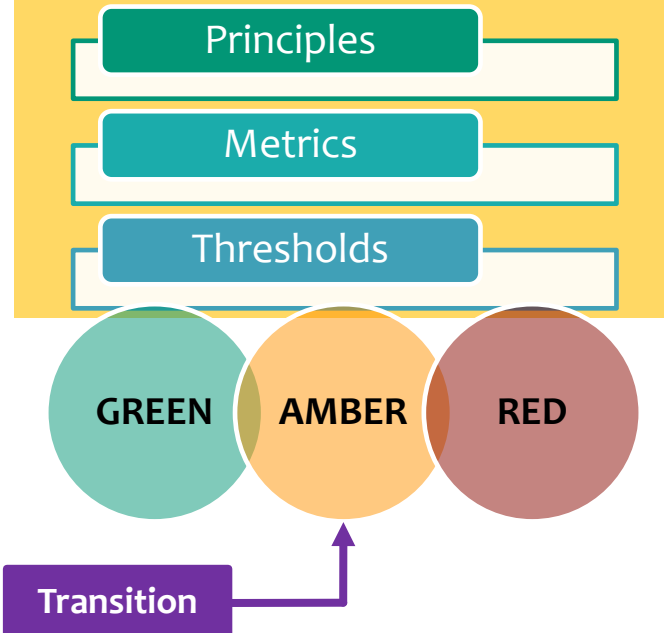 Principles
Metrics
Thresholds
GREEN
AMBER
RED
Transition